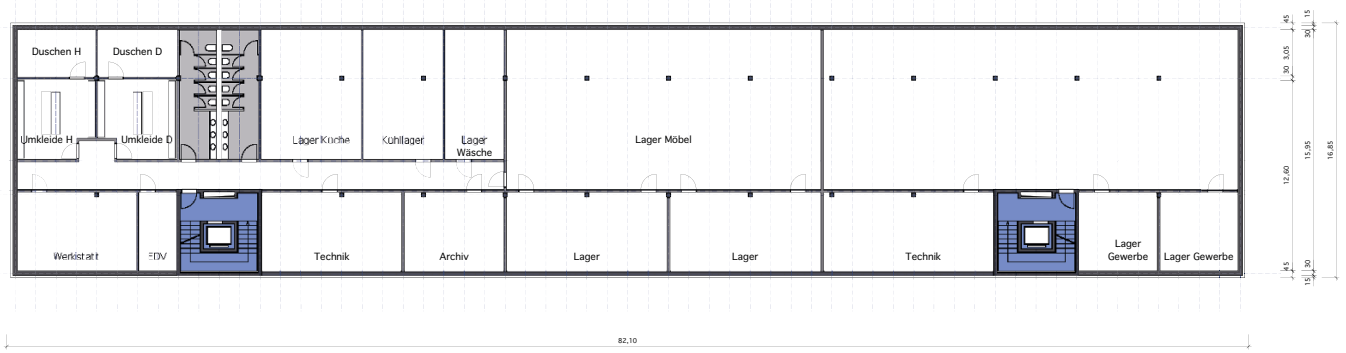 Duschen H
Duschen D
Umkleide H
Umkleide D
Lager Küche
Kühllager
Lager
Wäsche
Lager Möbel
Werkstatt
EDV
Technik
Archiv
Lager
Lager
Technik
Lager
Gewerbe
Lager Gewerbe
82,10
45
15
30
3,05
30
12,60
15,95
16,85
45
30
15